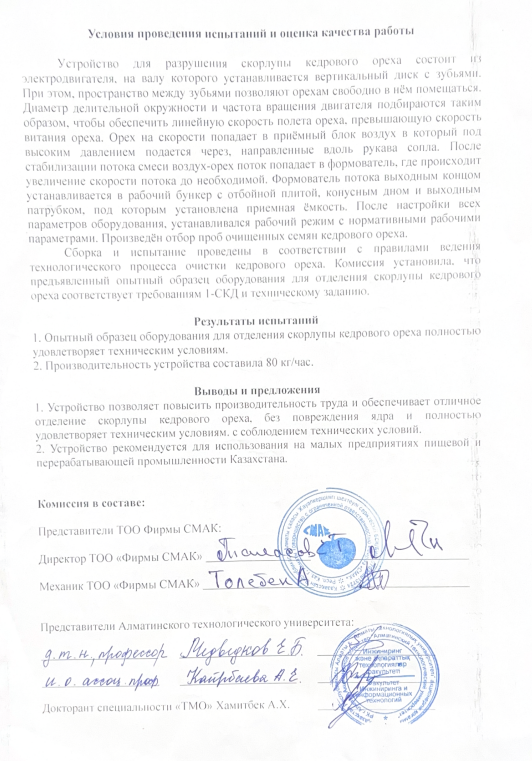 Условия проведения испытаний и оценка качества работы
Устройство для разрушения скорлупы кедрового ореха состоит из
электродвигателя, на валу которого устанавливается вертикальный диск с зубьями.
При этом, пространство между зубьями позволяют орехам свободно в нём помещаться.
Диаметр делительной окружности и частота вращения двигателя подбираются таким
образом, чтобы обеспечить линейную скорость полета ореха, превышающую скорость
витания ореха. Орех на скорости попадает в приёмный блок воздух в который под
высоким давлением подается через, направленные вдоль рукава сопла. После
стабилизации потока смеси воздух-орех поток попадает в формователь, где происходит
увеличение скорости потока до необходимой. Формователь потока выходным концом
устанавливается в рабочий бункер с отбойной плитой, конусным дном и выходным
патрубком, под которым установлена приемная ёмкость. После настройки всех
параметров оборудования, устанавливался рабочий режим с нормативными рабочими
параметрами. Произведён отбор проб очищенных семян кедрового ореха.
Сборка и испытание проведены в соответствии с правилами ведения
технологического процесса очистки кедрового ореха. Комиссия установила, что
предъявленный опытный образец оборудования для отделения скорлупы кедрового
ореха соответствует требованиям 1-СКД и техническому заданию.
Результаты испытаний
1. Опытный образец оборудования для отделения скорлупы кедрового ореха полностью
удовлетворяет техническим условиям.
2. Производительность устройства составила 80 кг/час.
Выводы и предложения
1. Устройство позволяет повысить производительность труда и обеспечивает отличное
отделение скорлупы кедрового ореха, без повреждения ядра и полностью
удовлетворяет техническим условиям. с соблюдением технических условий.
2. Устройство рекомендуется для использования на малых предприятиях пищевой и
перерабатывающей промышленности Казахстана.
Комиссия в составе:
Представители ТОО Фирмы СМАК:
СМАК
Директор ТОО «Фирмы СМАК»
Механик ТОО «Фирмы СМАК» Толебек А
Представители Алматинского технологического университета:
д.т.н., профессор Медведков Е.Б.
и.о. ассоц. проф. Кайрбаева А.Е.
Докторант специальности «ТМО» Хамитбек А.Х.
Инжиниринг
және ақпараттық
технологиялар
факультеті
Факультет
Инжиниринга и
информационных
технологий